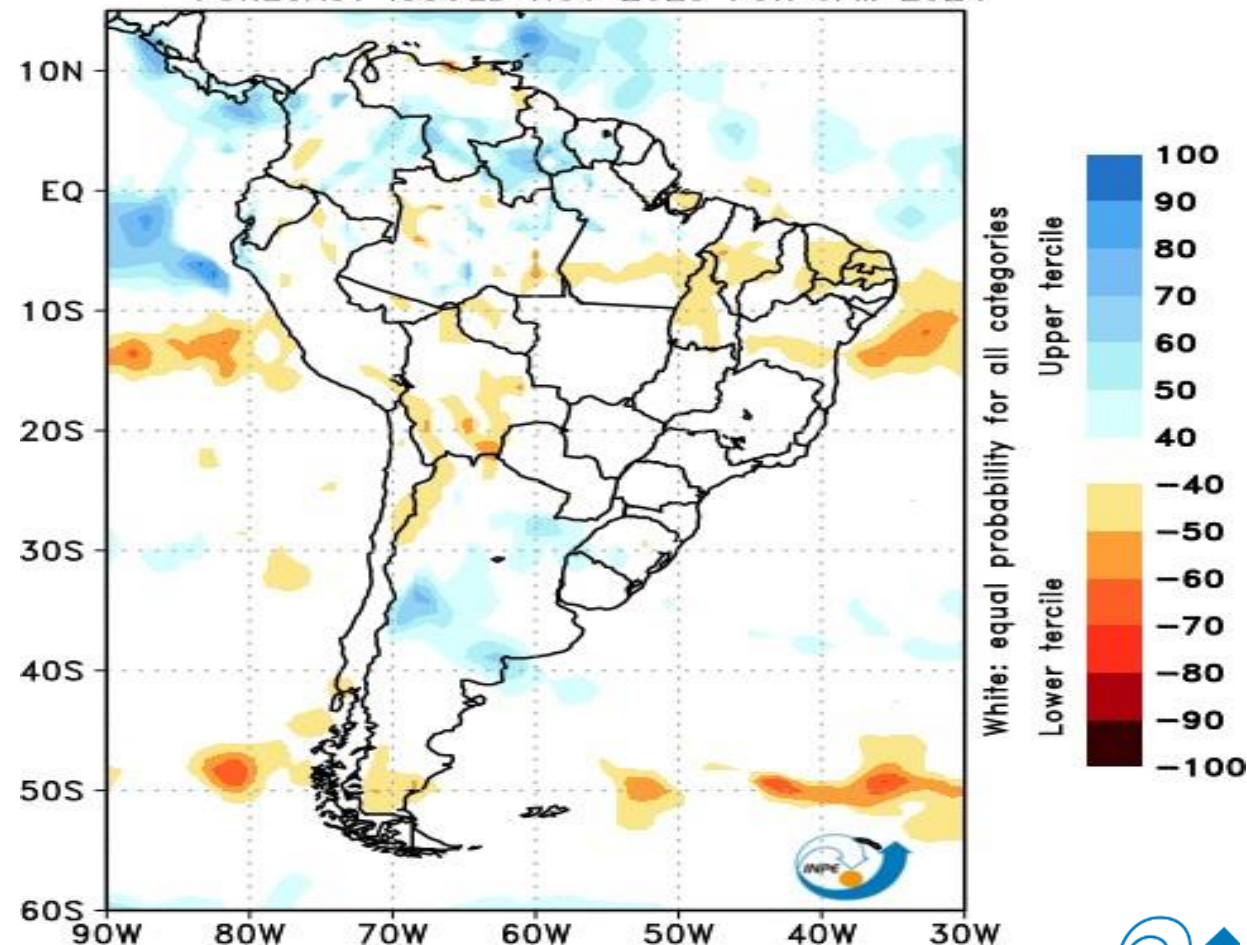 10N
EQ
10S
20S
30S
40S
50S
60S
90W 80W 70W 60W 50W 40W 30W
INPE
White: equal probability for all categories
Upper tercile
Lower tercile
100
90
80
70
60
50
40
−40
−50
−60
−70
−80
−90
−100